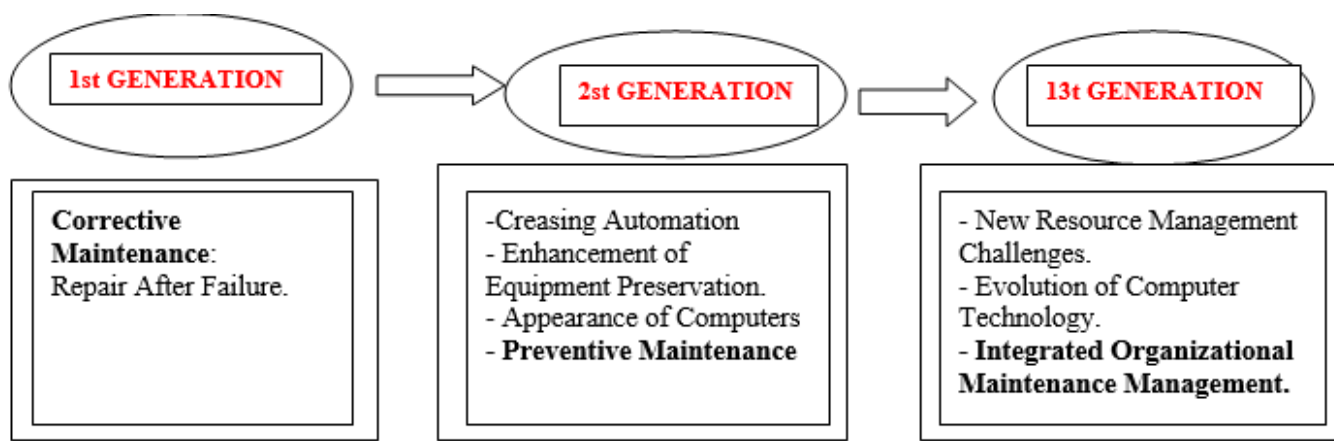 1st GENERATION
2st GENERATION
13t GENERATION
Corrective
Maintenance:
Repair After Failure.
-Creasing Automation
- Enhancement of
Equipment Preservation.
- Appearance of Computers
- Preventive Maintenance
- New Resource Management
Challenges.
- Evolution of Computer
Technology.
- Integrated Organizational
Maintenance Management.